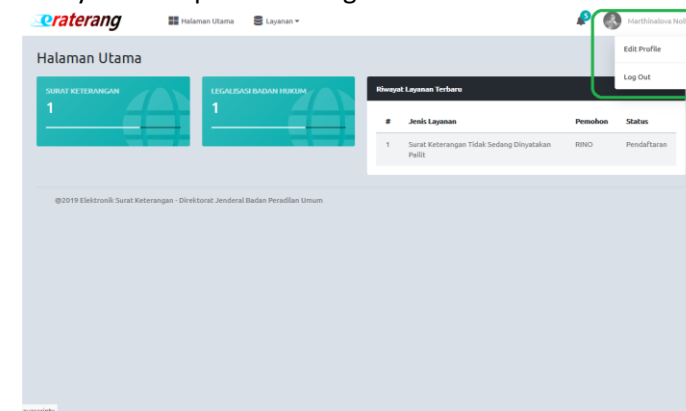 eraterang
Halaman Utama
Layanan
5
Marthinalova Noli
Edit Profile
Log Out
Halaman Utama
SURAT KETERANGAN
1
LEGALISASI BADAN HUKUM
1
Riwayat Layanan Terbaru
# Jenis Layanan Pemohon Status
1 Surat Keterangan Tidak Sedang Dinyatakan RINO Pendaftaran
Pailit
@2019 Elektronik Surat Keterangan - Direktorat Jenderal Badan Peradilan Umum